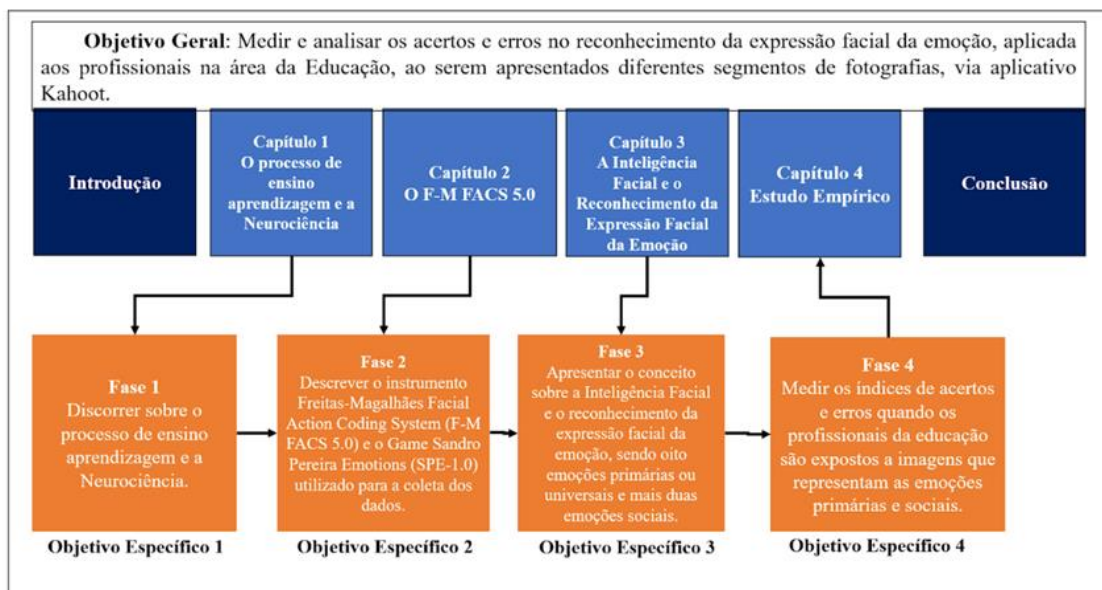 Objetivo Geral: Medir e analisar os acertos e erros no reconhecimento da expressão facial da emoção, aplicada
aos profissionais na área da Educação, ao serem apresentados diferentes segmentos de fotografias, via aplicativo
Kahoot.
Introdução
Capítulo 1
O processo de
ensino
aprendizagem e a
Neurociência
Capítulo 2
O F-M FACS 5.0
Capítulo 3
A Inteligência
Facial e o
Reconhecimento da
Expressão Facial
da Emoção
Capítulo 4
Estudo Empírico
Conclusão
Fase 1
Discorrer sobre o
processo de ensino
aprendizagem e a
Neurociência.
Fase 2
Descrever o instrumento
Freitas-Magalhães Facial
Action Coding System (F-M
FACS 5.0) e o Game Sandro
Pereira Emotions (SPE-1.0)
utilizado para a coleta dos
dados.
Fase 3
Apresentar o conceito
sobre a Inteligência Facial
e o reconhecimento da
expressão facial da
emoção, sendo oito
emoções primárias ou
universais e mais duas
emoções sociais.
Fase 4
Medir os índices de acertos
e erros quando os
profissionais da educação
são expostos a imagens que
representam as emoções
primárias e sociais.
Objetivo Específico 1
Objetivo Específico 2
Objetivo Específico 3
Objetivo Específico 4